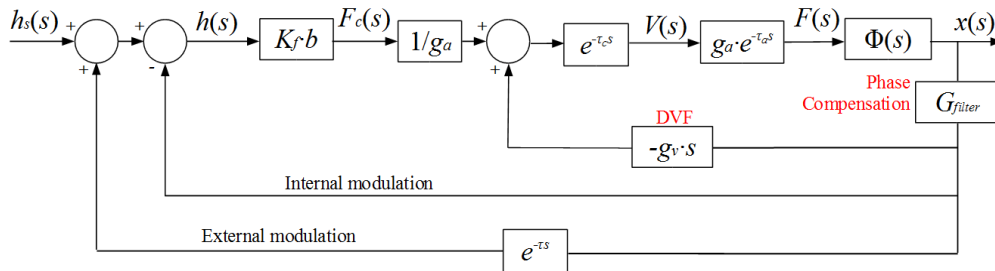 hs(s)
+
+
+
-
h(s)
Kf·b
Fc(s)
1/ga
+
+
e^-τcs
V(s)
ga·e^-τas
F(s)
Φ(s)
x(s)
Phase
Compensation
Gfilter
DVF
-gv·s
Internal modulation
External modulation
e^-τs